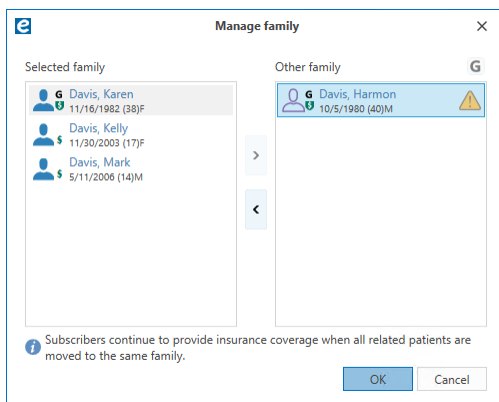 Manage family
Selected family
Other family
G
G Davis, Karen
$ 11/16/1982 (38)F
Davis, Kelly
$ 11/30/2003 (17)F
Davis, Mark
$ 5/11/2006 (14)M
G Davis, Harmon
$ 10/5/1980 (40)M
Subscribers continue to provide insurance coverage when all related patients are
moved to the same family.
OK
Cancel